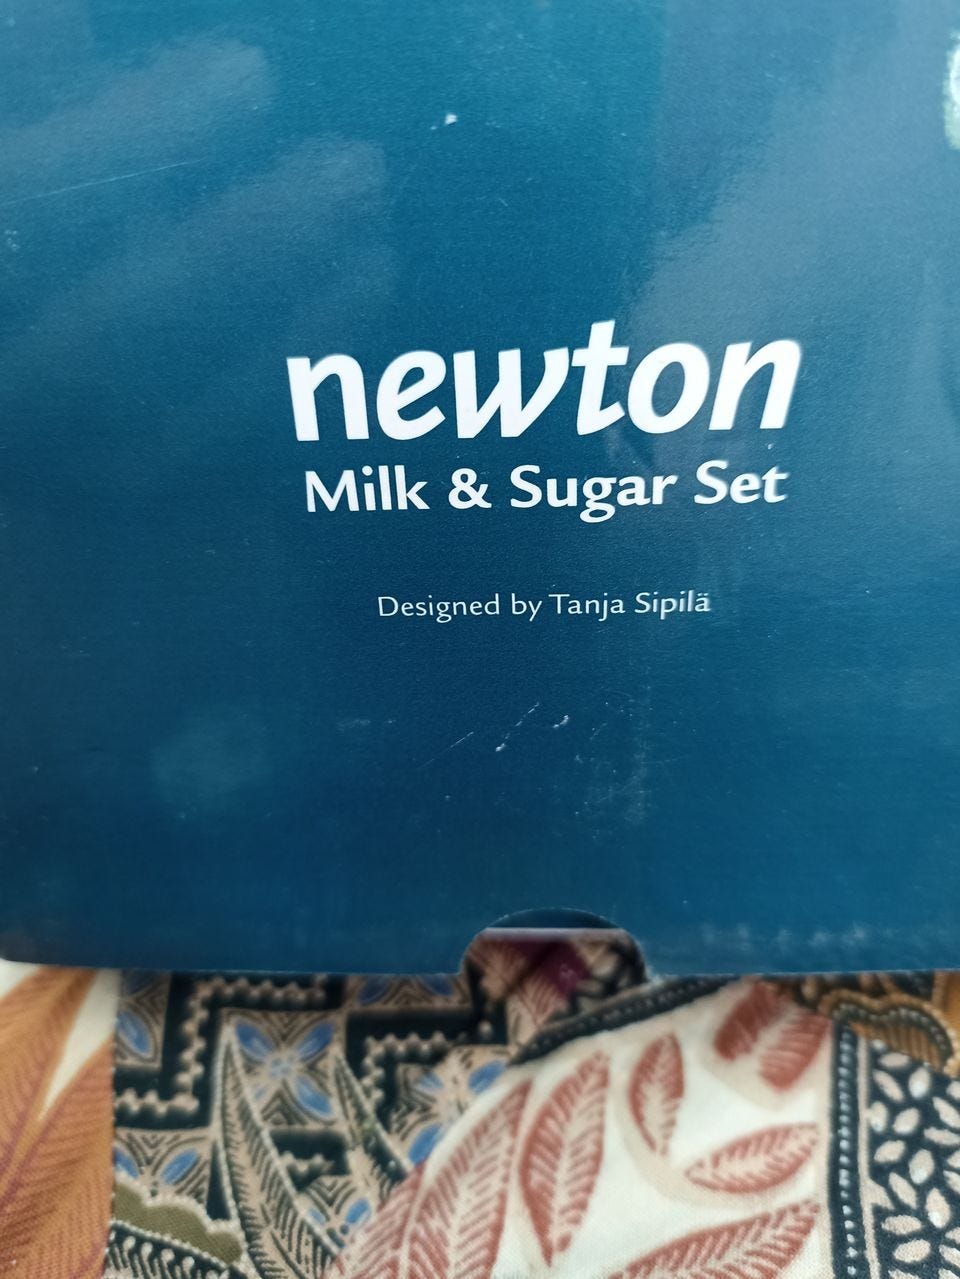 newton
Milk & Sugar Set
Designed by Tanja Sipilä